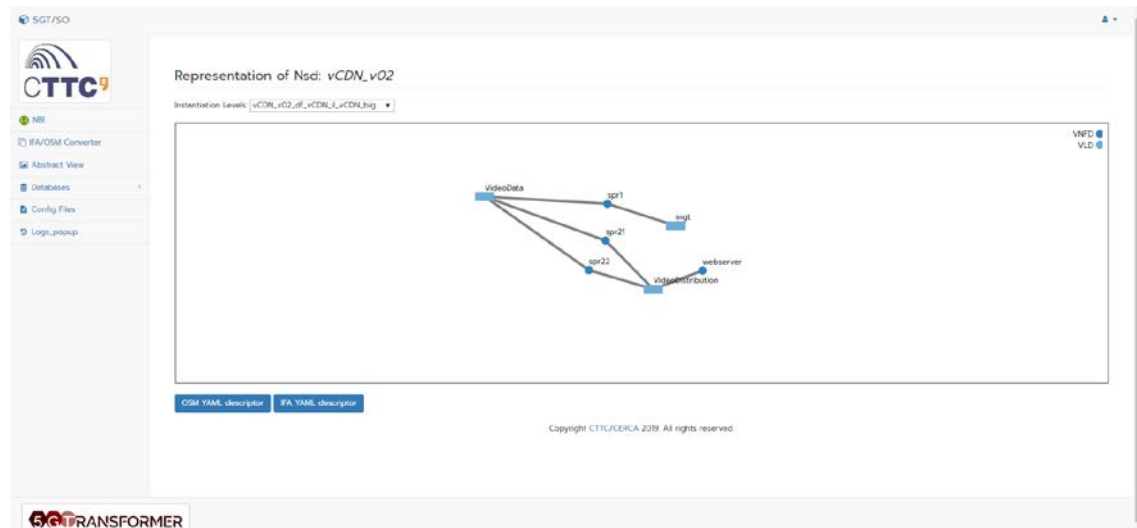 5GT/SO
CTTC9
NBI
IFA/OSM Converter
Abstract View
Databases
Config Files
Logs_popup
Representation of Nsd: vCDN_v02
Instantiation Levels: vCDN_v02_df_vCDN_il_vCDN_big
VNFD
VLD
VideoData
spr1
mgt
spr21
spr22
webserver
VideoDistribution
OSM YAML descriptor IFA YAML descriptor
Copyright CTTC/CERCA 2019. All rights reserved.
5GTRANSFORMER